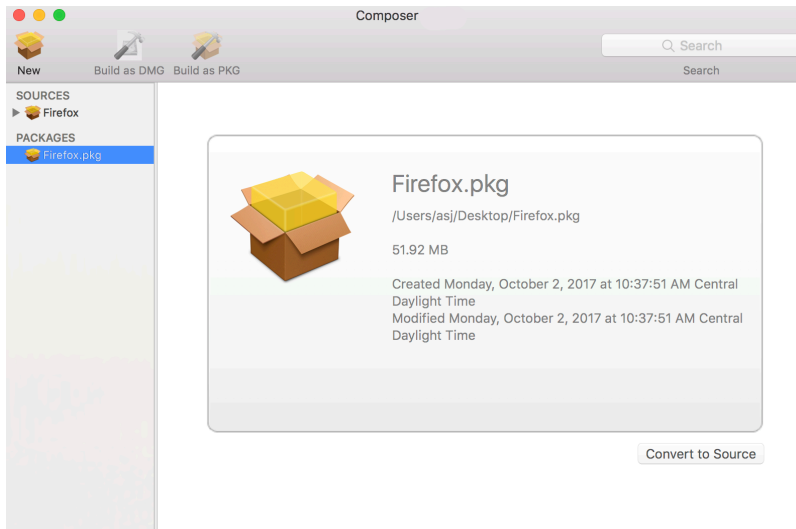 Composer
New
Build as DMG
Build as PKG
Search
Search
SOURCES
Firefox
PACKAGES
Firefox.pkg
Firefox.pkg
/Users/asj/Desktop/Firefox.pkg
51.92 MB
Created Monday, October 2, 2017 at 10:37:51 AM Central
Daylight Time
Modified Monday, October 2, 2017 at 10:37:51 AM Central
Daylight Time
Convert to Source